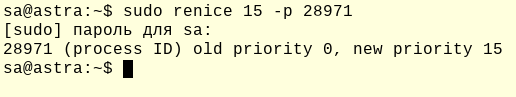 sa@astra:~$ sudo renice 15 -p 28971
[sudo] пароль для sa:
28971 (process ID) old priority 0, new priority 15
sa@astra:~$